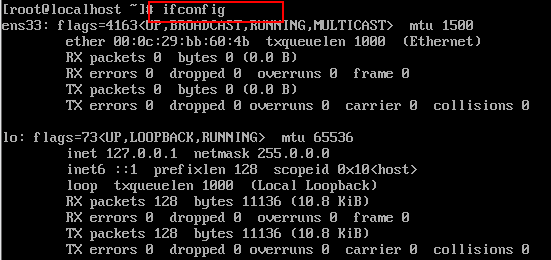 [root@localhost ~]# ifconfig
ens33: flags=4163<UP,BROADCAST,RUNNING,MULTICAST>  mtu 1500
        ether 00:0c:29:bb:60:4b  txqueuelen 1000  (Ethernet)
        RX packets 0  bytes 0 (0.0 B)
        RX errors 0  dropped 0  overruns 0  frame 0
        TX packets 0  bytes 0 (0.0 B)
        TX errors 0  dropped 0 overruns 0  carrier 0  collisions 0
lo: flags=73<UP,LOOPBACK,RUNNING>  mtu 65536
        inet 127.0.0.1  netmask 255.0.0.0
        inet6 ::1  prefixlen 128  scopeid 0x10<host>
        loop  txqueuelen 1000  (Local Loopback)
        RX packets 128  bytes 11136 (10.8 KiB)
        RX errors 0  dropped 0  overruns 0  frame 0
        TX packets 128  bytes 11136 (10.8 KiB)
        TX errors 0  dropped 0 overruns 0  carrier 0  collisions 0